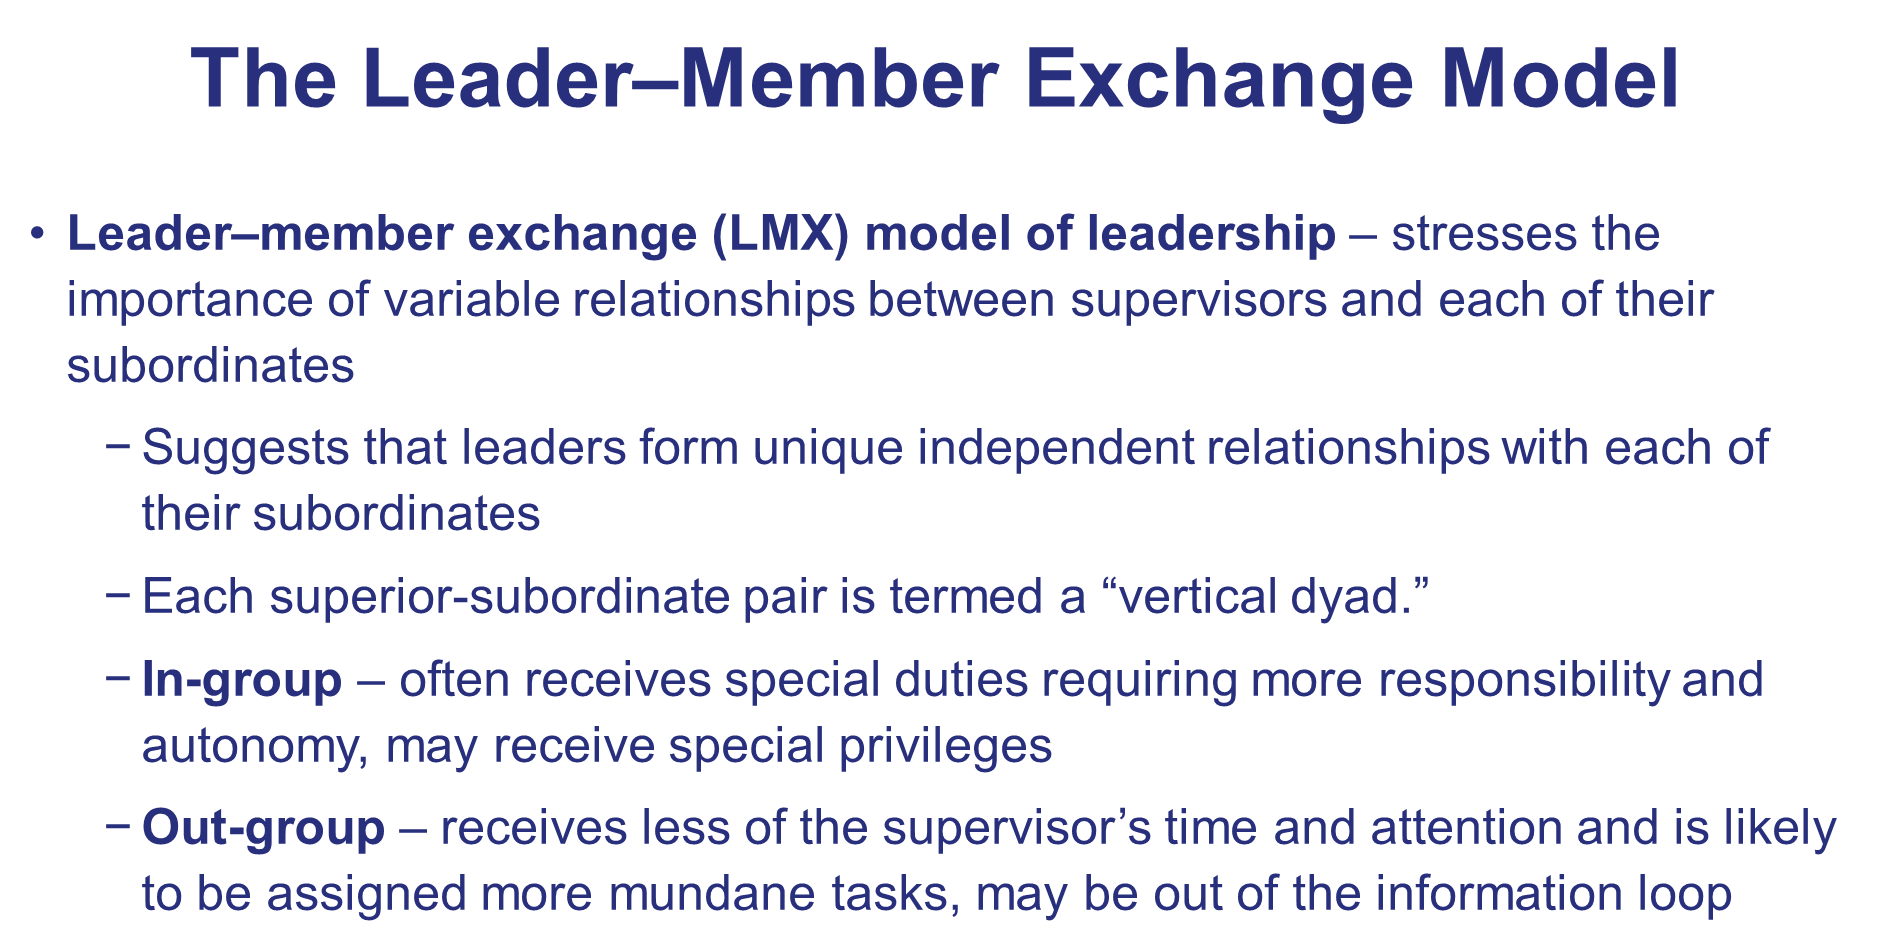 The Leader–Member Exchange Model
• Leader–member exchange (LMX) model of leadership – stresses the
importance of variable relationships between supervisors and each of their
subordinates
− Suggests that leaders form unique independent relationships with each of
their subordinates
− Each superior-subordinate pair is termed a “vertical dyad.”
− In-group – often receives special duties requiring more responsibility and
autonomy, may receive special privileges
− Out-group – receives less of the supervisor’s time and attention and is likely
to be assigned more mundane tasks, may be out of the information loop